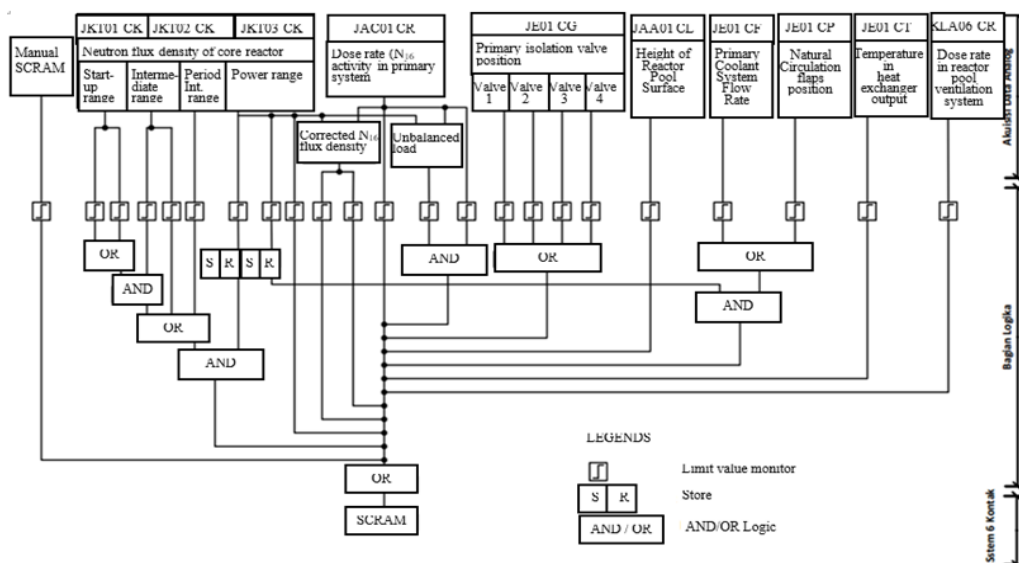 JKT01 CK
JKT02 CK
JKT03 CK
JAC01 CR
JE01 CG
JAA01 CL
JE01 CF
JE01 CP
JE01 CT
KLA06 CR
Manual
SCRAM
Neutron flux density of core reactor
Start-
up
range
Interme-
diate
range
Period
Int.
range
Power range
Dose rate (N16
activity in primary
system
Primary isolation valve
position
Valve
1
Valve
2
Valve
3
Valve
4
Height of
Reactor
Pool
Surface
Primary
Coolant
System
Flow
Rate
Natural
Circulation
flaps
position
Temperature
in
heat
exchanger
output
Dose rate
in reactor
pool
ventilation
system
Corrected N16
flux density
Unbalanced
load
OR
S R S R
AND
OR
OR
AND
AND
OR
AND
OR
SCRAM
LEGENDS
Limit value monitor
S R
Store
AND / OR
AND/OR Logic
Akuisisi Data Analog
Bagian Logika
Sstem 6 Kontak